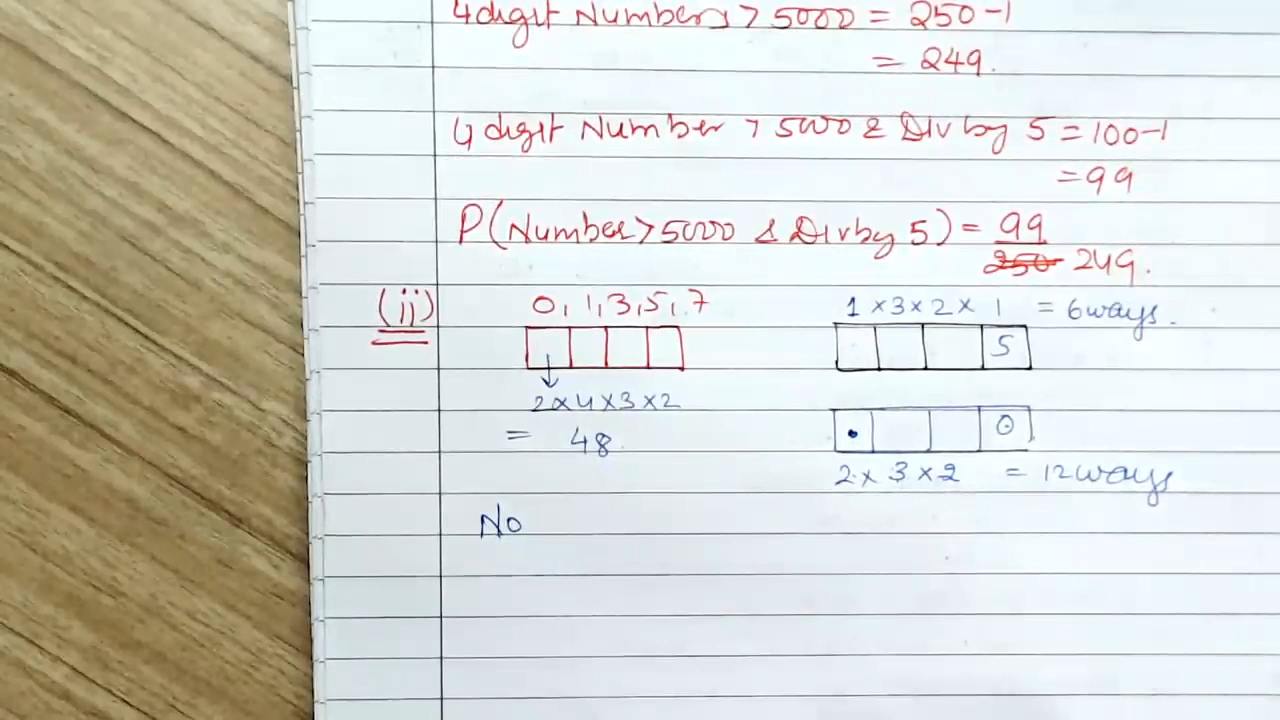 4 digit Numbers > 5000 = 250-1
= 249.
4 digit Number > 5000 & Div by 5 = 100-1
= 99
P(Number > 5000 & Div by 5) = 99
250 249.
(ii) 0, 1, 3, 5, 7
1 × 3 × 2 × 1 = 6 ways.
5
2 × 4 × 3 × 2
= 48
0
2 × 3 × 2 = 12 ways
No